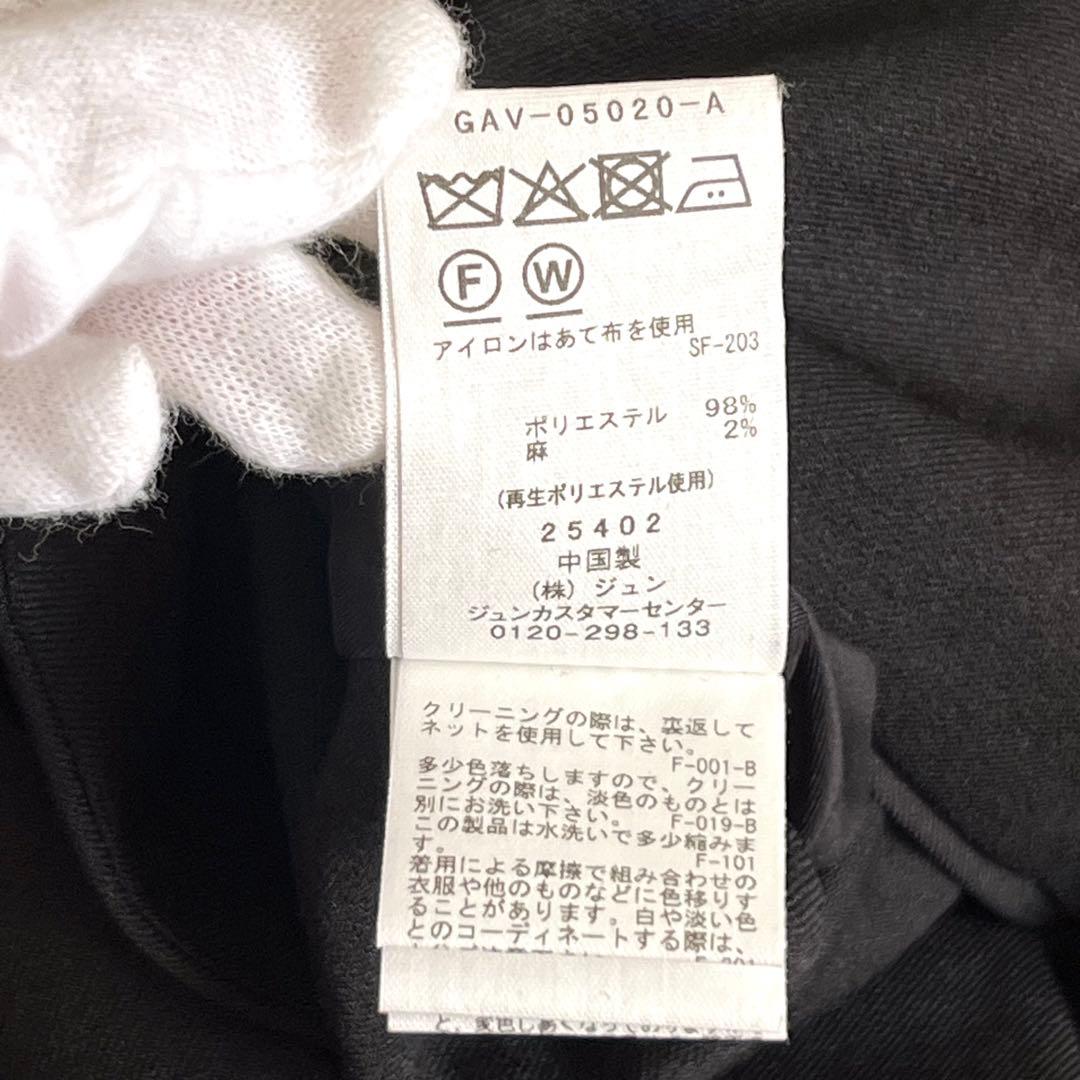 GAV-05020-A
F W
アイロンはあて布を使用
SF-203
ポリエステル 98%
麻 2%
(再生ポリエステル使用)
25402
中国製
(株) ジュン
ジュンカスタマーセンター
0120-298-133
クリーニングの際は、裏返して
ネットを使用して下さい。
F-001-B
多少色落ちしますので、クリー
ニングの際は、淡色のものとは
別にお洗い下さい。 F-019-B
この製品は水洗いで多少縮みま
す。 F-101
着用による摩擦で組み合わせの
衣服や他のものなどに色移りす
ることがあります。白や淡い色
とのコーディネートする際は、